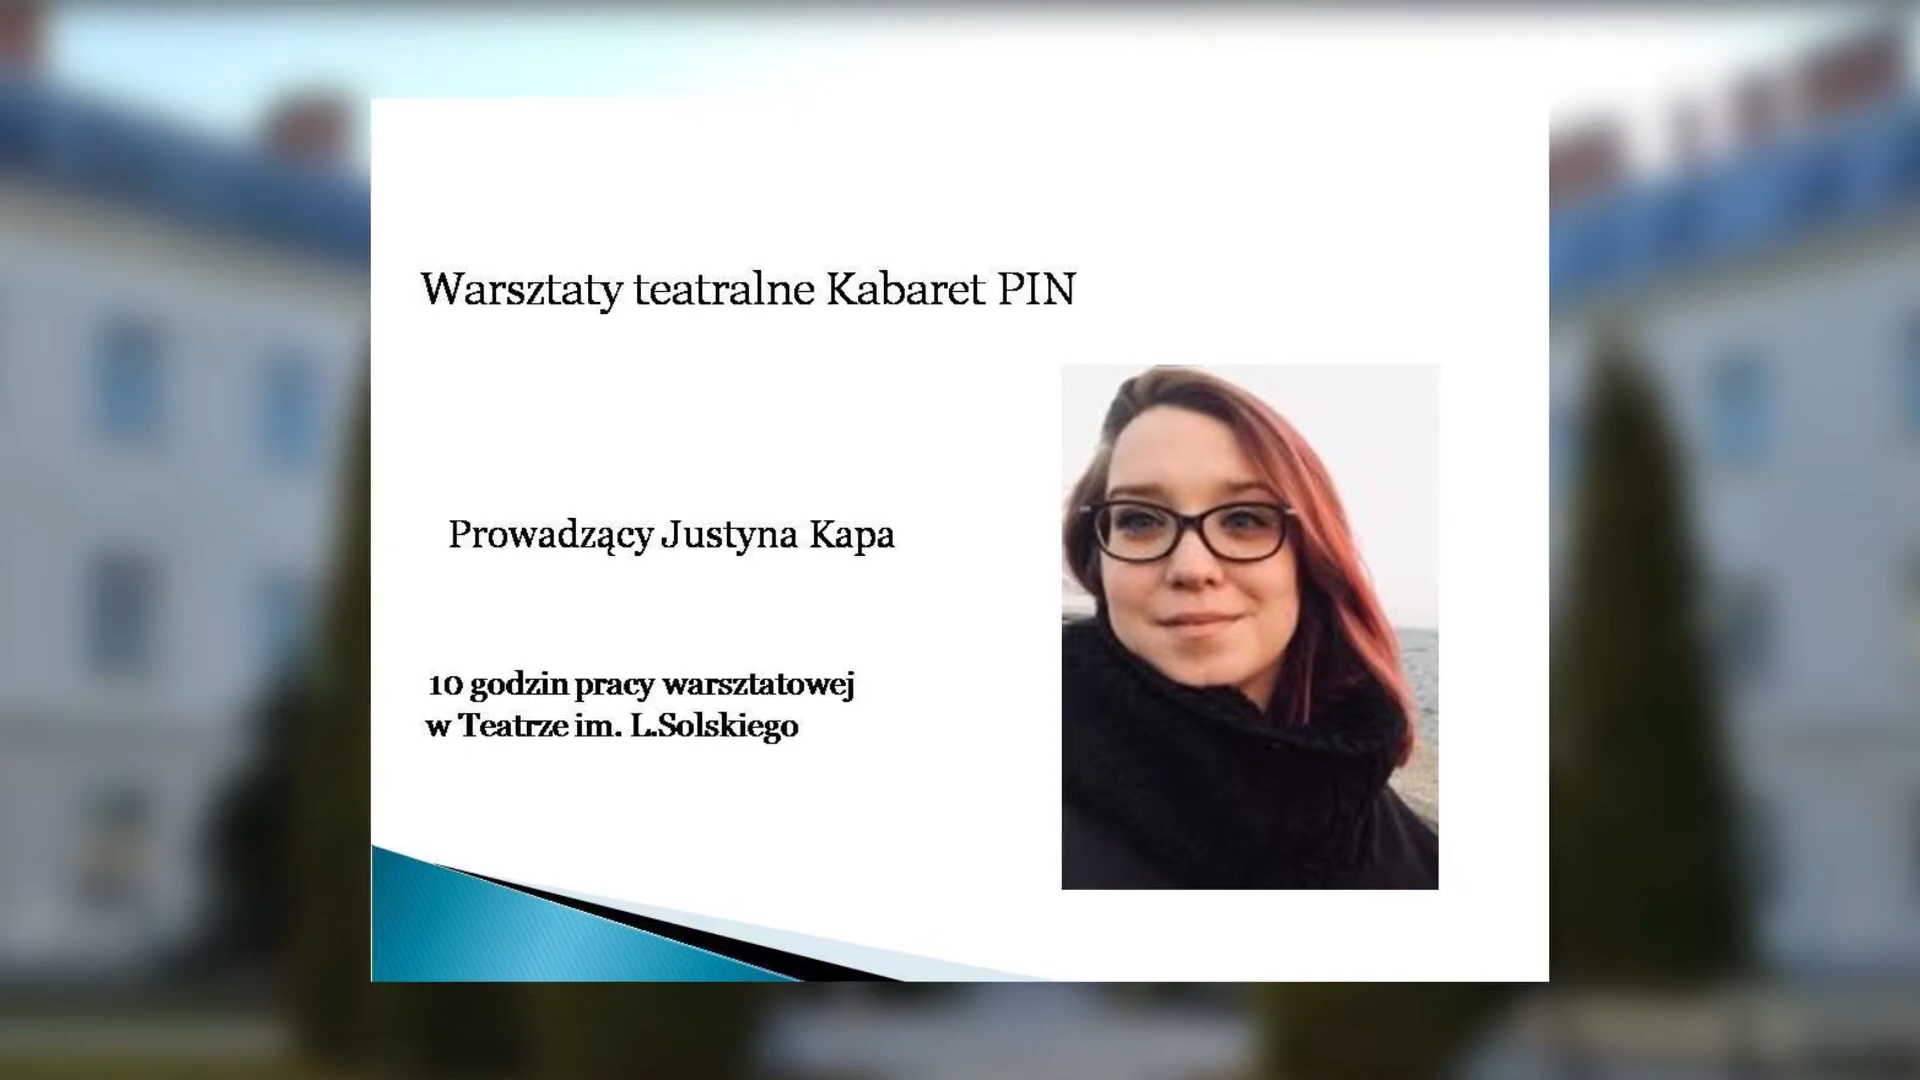 Warsztaty teatralne Kabaret PIN
Prowadzący Justyna Kapa
10 godzin pracy warsztatowej
w Teatrze im. L.Solskiego